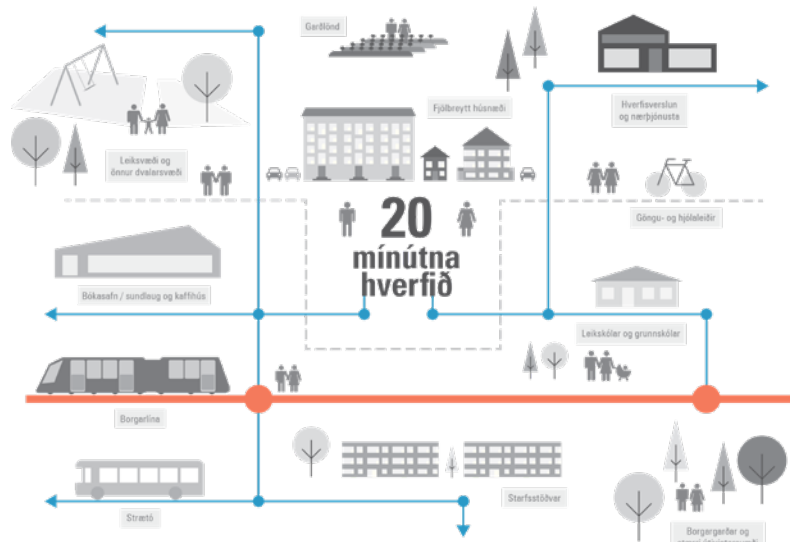 Garðlönd
Fjölbreytt húsnæði
Hverfisverslun
og nærþjónusta
Leiksvæði og
önnur dvalarsvæði
20
mínútna
hverfið
Göngu- og hjólaleiðir
Bókasafn / sundlaug og kaffihús
Leikskólar og grunnskólar
Borgarlína
Starfsstöðvar
Strætó
Borgargarðar og